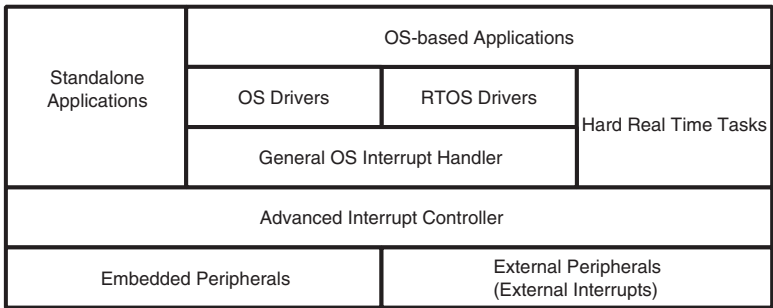 OS-based Applications
Standalone
Applications
OS Drivers
RTOS Drivers
Hard Real Time Tasks
General OS Interrupt Handler
Advanced Interrupt Controller
Embedded Peripherals
External Peripherals
(External Interrupts)